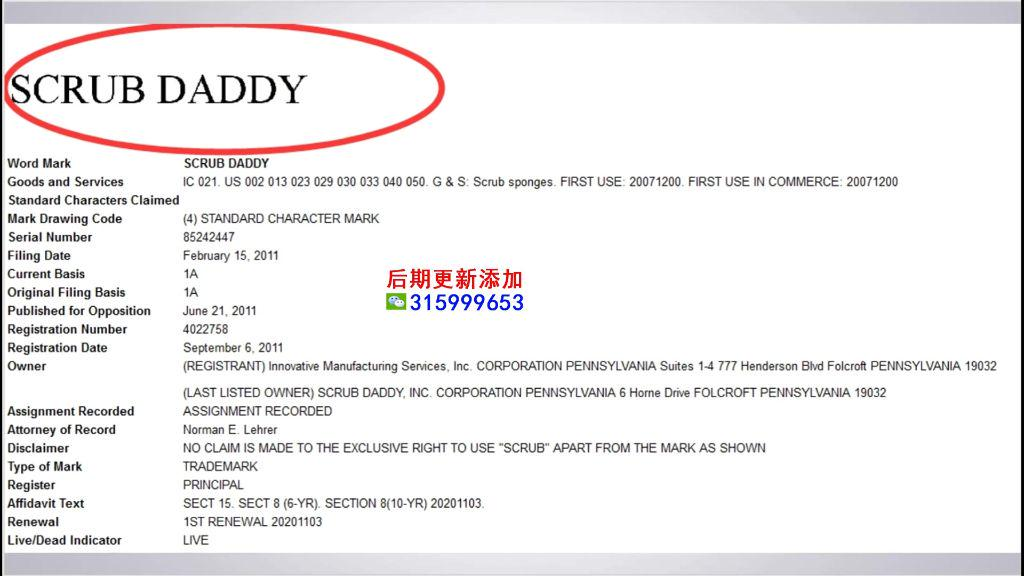 SCRUB DADDY
Word Mark SCRUB DADDY
Goods and Services IC 021. US 002 013 023 029 030 033 040 050. G & S: Scrub sponges. FIRST USE: 20071200. FIRST USE IN COMMERCE: 20071200
Standard Characters Claimed
Mark Drawing Code (4) STANDARD CHARACTER MARK
Serial Number 85242447
Filing Date February 15, 2011
Current Basis 1A
后期更新添加
Original Filing Basis 1A
315999653
Published for Opposition June 21, 2011
Registration Number 4022758
Registration Date September 6, 2011
Owner (REGISTRANT) Innovative Manufacturing Services, Inc. CORPORATION PENNSYLVANIA Suites 1-4 777 Henderson Blvd Folcroft PENNSYLVANIA 19032
(LAST LISTED OWNER) SCRUB DADDY, INC. CORPORATION PENNSYLVANIA 6 Horne Drive FOLCROFT PENNSYLVANIA 19032
Assignment Recorded ASSIGNMENT RECORDED
Attorney of Record Norman E. Lehrer
Disclaimer NO CLAIM IS MADE TO THE EXCLUSIVE RIGHT TO USE "SCRUB" APART FROM THE MARK AS SHOWN
Type of Mark TRADEMARK
Register PRINCIPAL
Affidavit Text SECT 15. SECT 8 (6-YR). SECTION 8(10-YR) 20201103.
Renewal 1ST RENEWAL 20201103
Live/Dead Indicator LIVE